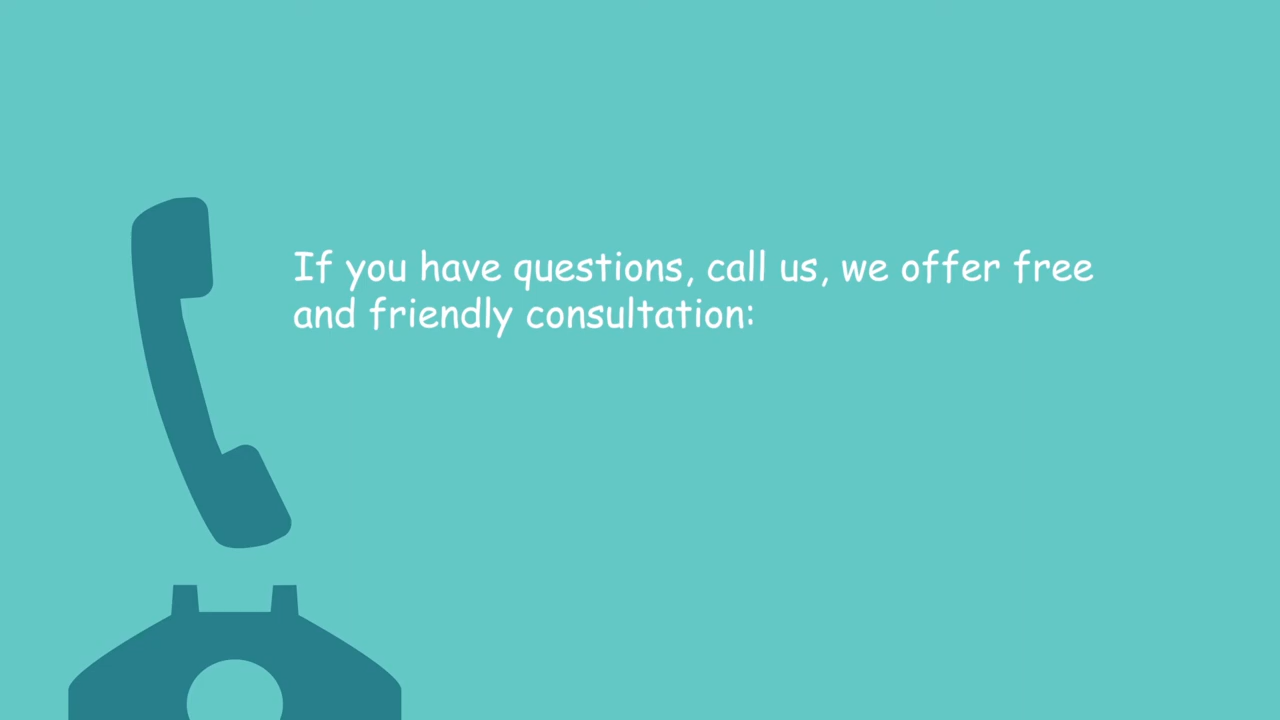 If you have questions, call us, we offer free
and friendly consultation: